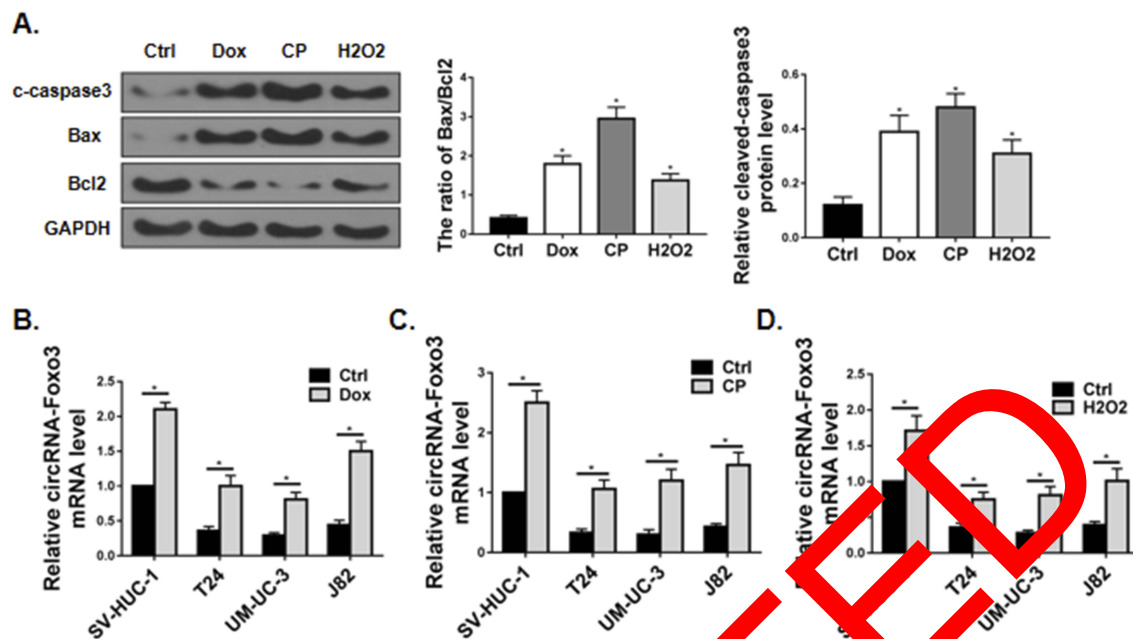 A.
Ctrl Dox CP H2O2
c-caspase3
Bax
Bcl2
GAPDH
The ratio of Bax/Bcl2
4
3
2
1
0
Ctrl Dox CP H2O2
Relative cleaved-caspase3
protein level
0.6
0.4
0.2
0.0
Ctrl Dox CP H2O2
* * *
* * *
B.
Relative circRNA-Foxo3
mRNA level
2.5
2.0
1.5
1.0
0.5
0.0
Ctrl
Dox
* * * *
SV-HUC-1 T24 UM-UC-3 J82
C.
Relative circRNA-Foxo3
mRNA level
3
2
1
0
Ctrl
CP
* * * *
SV-HUC-1 T24 UM-UC-3 J82
D.
Relative circRNA-Foxo3
mRNA level
2.5
2.0
1.5
1.0
0.0
Ctrl
H2O2
* * * *
SV T24 UM-UC-3 J82
ED